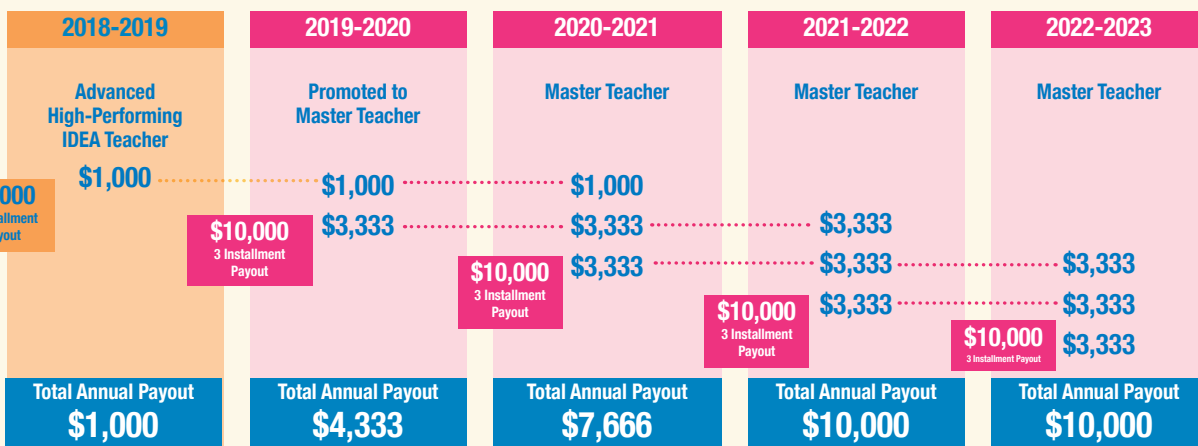 2018-2019
Advanced
High-Performing
IDEA Teacher
$1,000
000
Total Annual Payout
$1,000
2019-2020
Promoted to
Master Teacher
$1,000
$3,333
$10,000
3 Installment
Payout
Total Annual Payout
$4,333
2020-2021
Master Teacher
$1,000
$3,333
$3,333
$10,000
3 Installment
Payout
Total Annual Payout
$7,666
2021-2022
Master Teacher
$3,333
$3,333
$3,333
$10,000
3 Installment
Payout
Total Annual Payout
$10,000
2022-2023
Master Teacher
$3,333
$3,333
$3,333
$10,000
3 Installment Payout
Total Annual Payout
$10,000